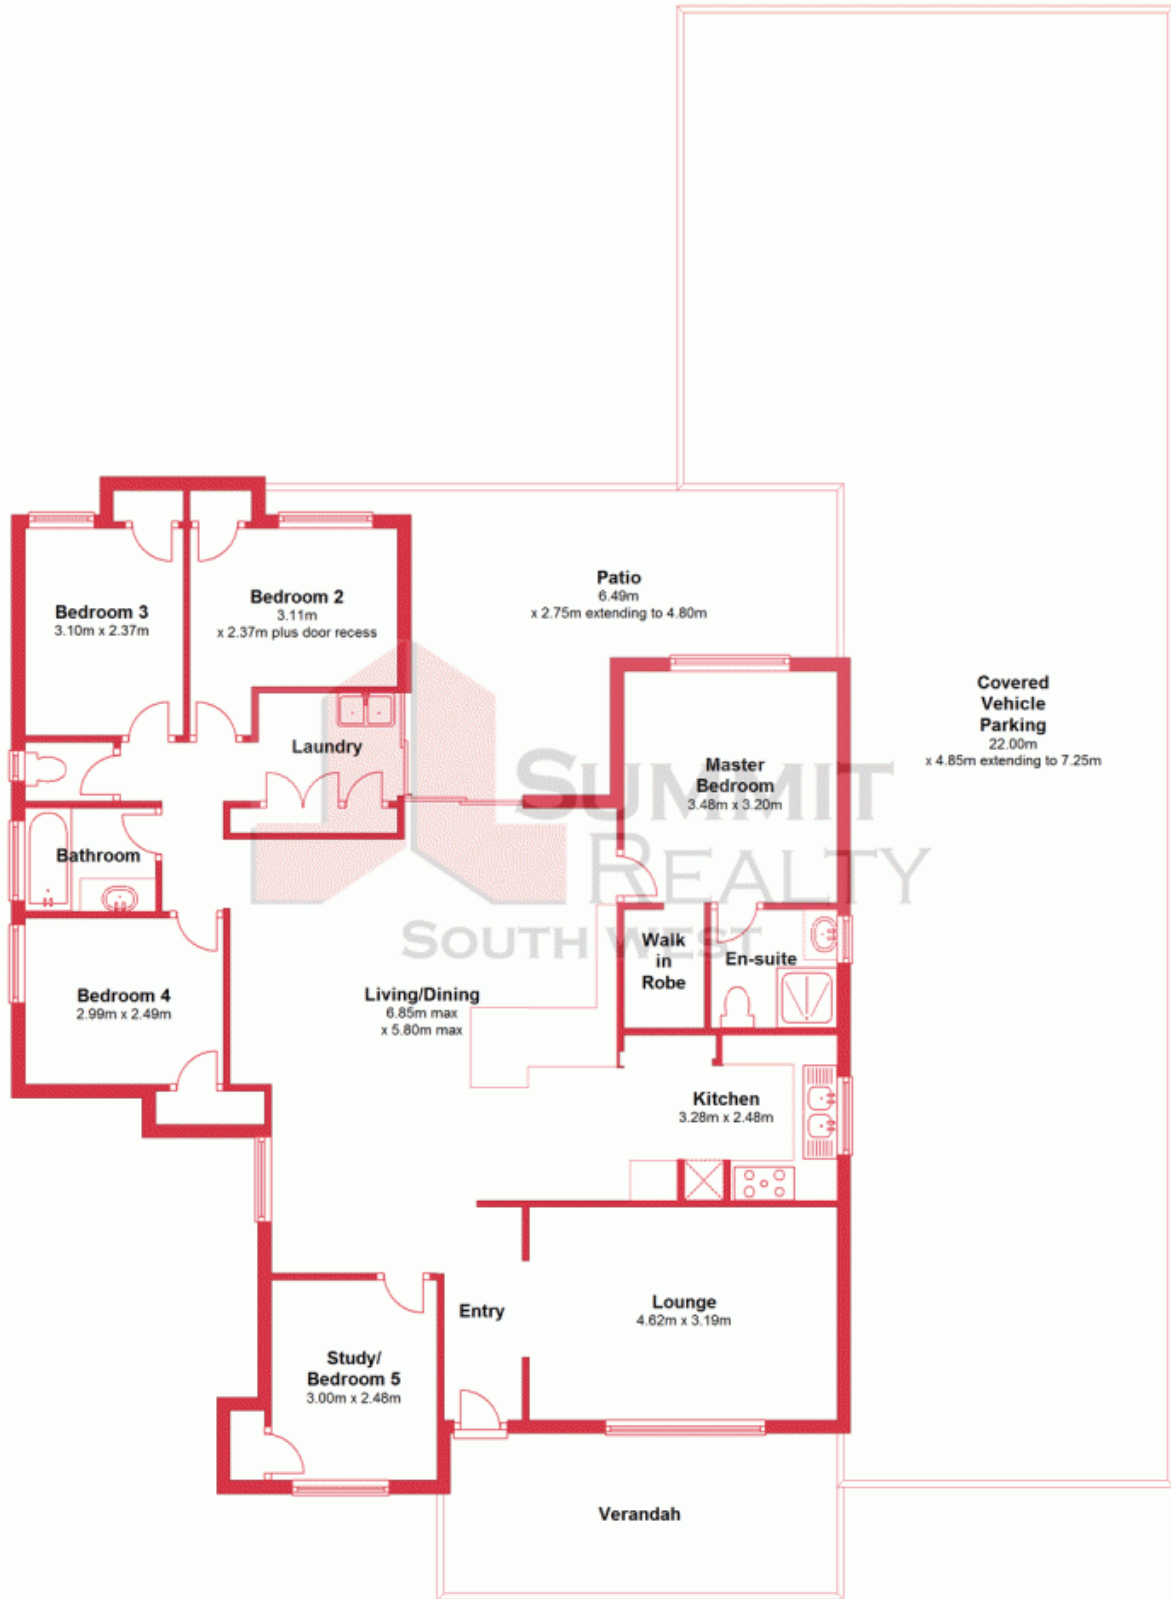 Bedroom 3
3.10m x 2.37m
Bedroom 2
3.11m
x 2.37m plus door recess
Patio
6.49m
x 2.75m extending to 4.80m
Covered
Vehicle
Parking
22.00m
x 4.85m extending to 7.25m
Laundry
Master
Bedroom
3.48m x 3.20m
SUMMIT
REALTY
SOUTH WEST
Bathroom
Walk
in
Robe
En-suite
Bedroom 4
2.99m x 2.49m
Living/Dining
6.85m max
x 5.80m max
Kitchen
3.28m x 2.48m
Entry
Lounge
4.62m x 3.19m
Study/
Bedroom 5
3.00m x 2.48m
Verandah